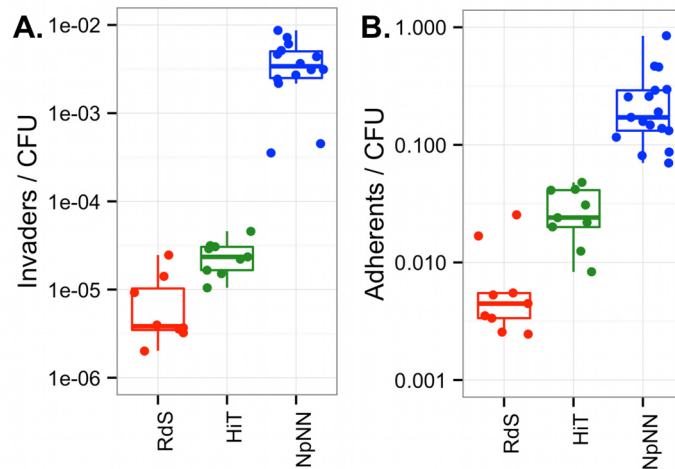 A.
Invaders / CFU
1e-02
1e-03
1e-04
1e-05
1e-06
RdS
HiT
NpNN
B.
Adherents / CFU
1.000
0.100
0.010
0.001
RdS
HiT
NpNN